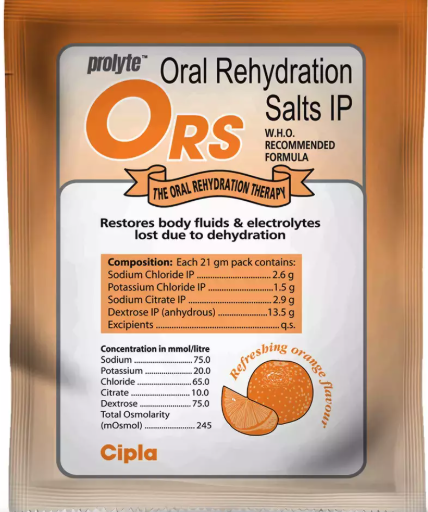 prolyte™
Oral Rehydration
Salts IP
ORS
W.H.O.
RECOMMENDED
FORMULA
THE ORAL REHYDRATION THERAPY
Restores body fluids & electrolytes
lost due to dehydration
Composition: Each 21 gm pack contains:
Sodium Chloride IP ........................ 2.6 g
Potassium Chloride IP ..................... 1.5 g
Sodium Citrate IP ........................... 2.9 g
Dextrose IP (anhydrous) .................13.5 g
Excipients ........................................ q.s.
Concentration in mmol/litre
Sodium ...................... 75.0
Potassium .................. 20.0
Chloride ..................... 65.0
Citrate ........................ 10.0
Dextrose .................... 75.0
Total Osmolarity
(mOsmol) ................... 245
Refreshing orange flavour
Cipla